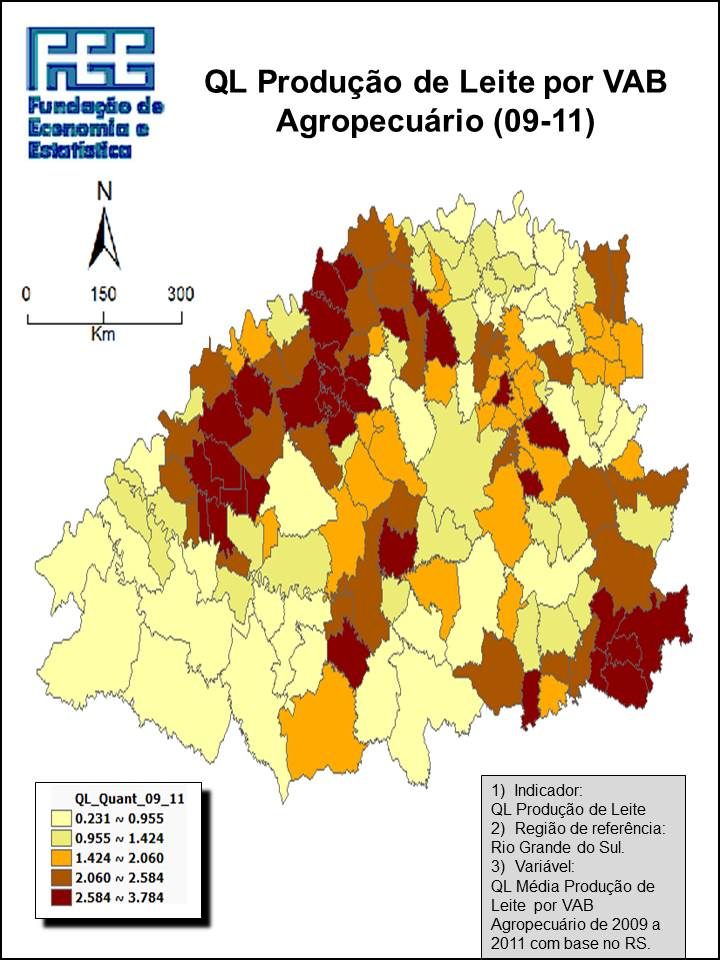 FEE
Fundação de
Economia e
Estatística
QL Produção de Leite por VAB
Agropecuário (09-11)
N
0 150 300
Km
QL_Quant_09_11
0.231 ~ 0.955
0.955 ~ 1.424
1.424 ~ 2.060
2.060 ~ 2.584
2.584 ~ 3.784
1) Indicador:
QL Produção de Leite
2) Região de referência:
Rio Grande do Sul.
3) Variável:
QL Média Produção de
Leite por VAB
Agropecuário de 2009 a
2011 com base no RS.